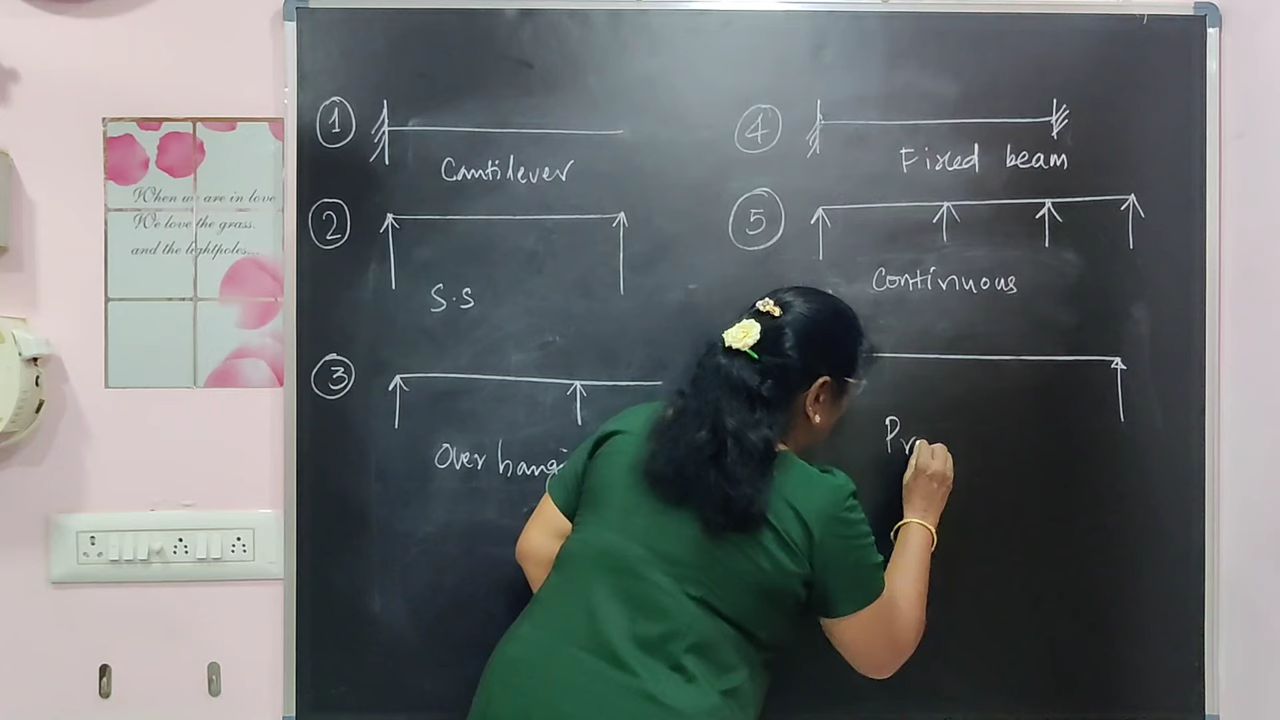 When we are in love
We love the grass.
and the lightpoles...
1
Cantilever
2
S.S
3
Over hangi
4
Fixed beam
5
Continuous
Pr